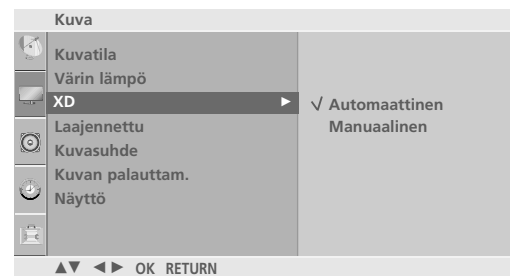 Kuva
Kuvatila
Värin lämpö
XD ►
Laajennettu
Kuvasuhde
Kuvan palauttam.
Näyttö
√ Automaattinen
Manuaalinen
▲▼ ◄► OK RETURN